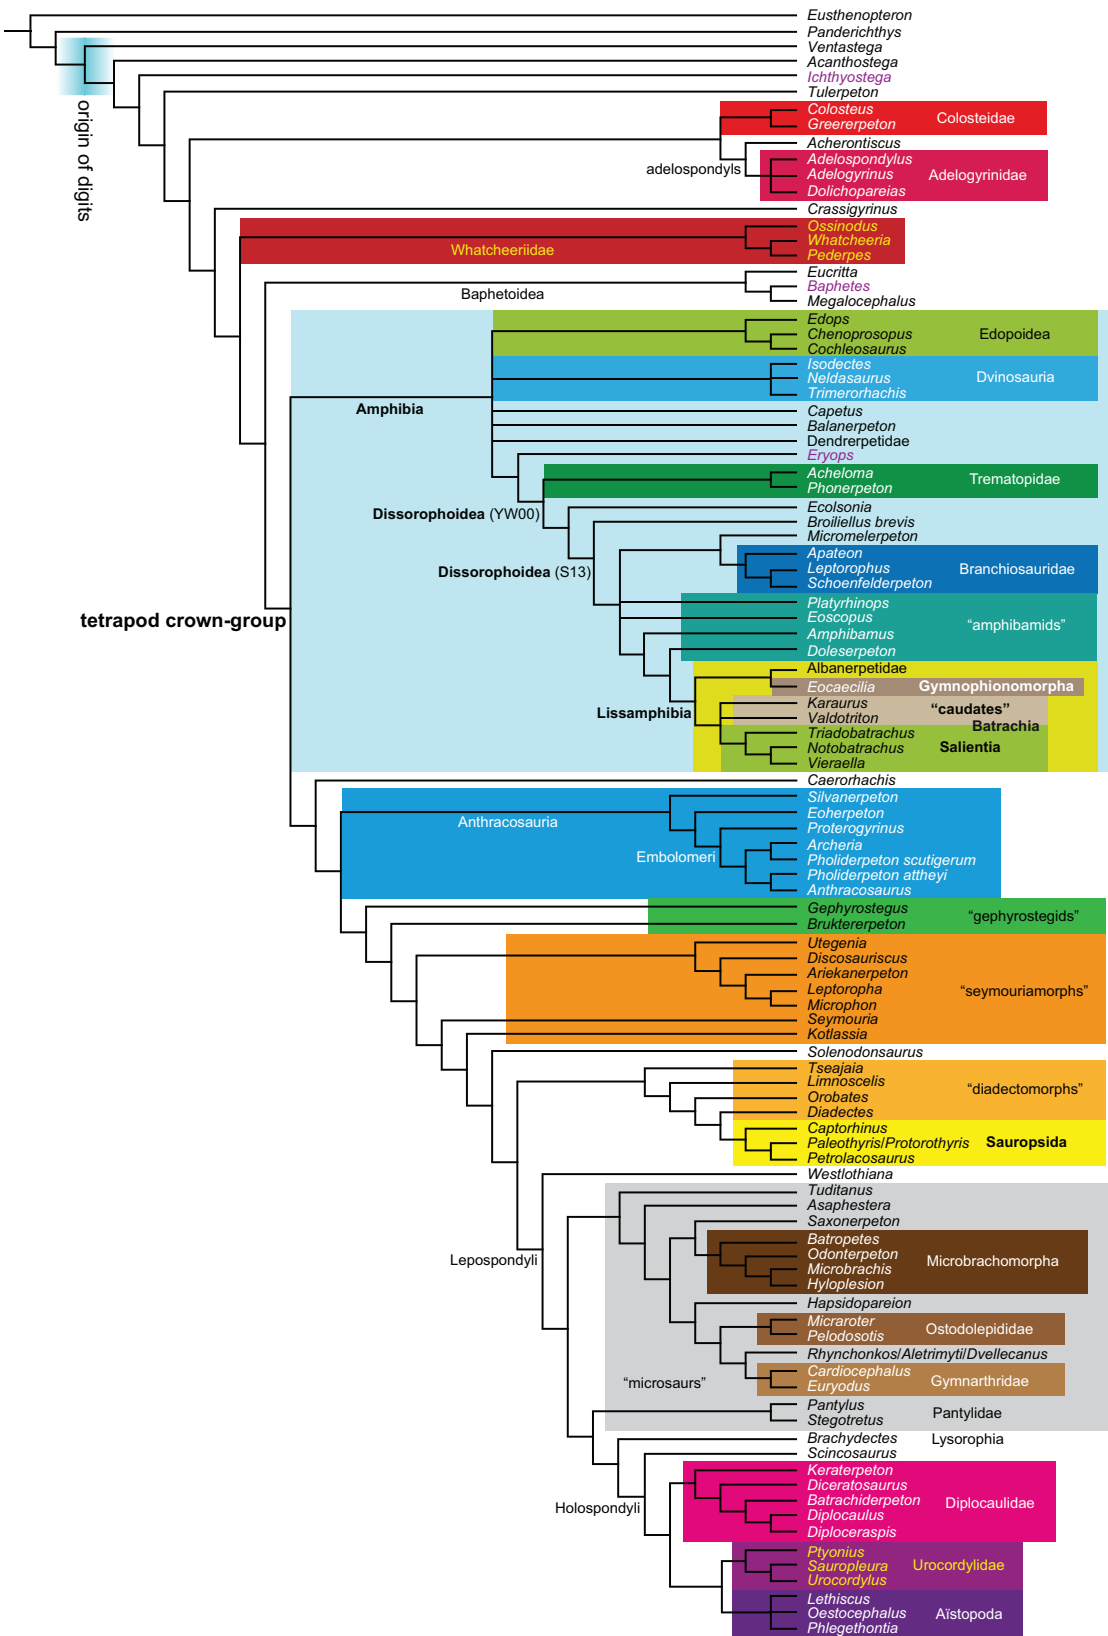 Eusthenopteron
Panderichthys
Ventastega
Acanthostega
Ichthyostega
Tulerpeton
origin of digits
Colosteus
Greererpeton
Colosteidae
Acherontiscus
adelospondyls
Adelospondylus
Adelogyrinus
Dolichopareias
Adelogyrinidae
Crassigyrinus
Ossinodus
Whatcheeria
Pederpes
Whatcheeriidae
Eucritta
Baphetes
Megalocephalus
Baphetoidea
Edops
Chenoprosopus
Cochleosaurus
Edopoidea
Isodectes
Neldasaurus
Trimerorhachis
Dvinosauria
Amphibia
Capetus
Balanerpeton
Dendrerpetidae
Eryops
Acheloma
Phonerpeton
Trematopidae
Dissorophoidea (YW00)
Ecolsonia
Broiliellus brevis
Micromelerpeton
Dissorophoidea (S13)
Apateon
Leptorophus
Schoenfelderpeton
Branchiosauridae
Platyrhinops
Eoscopus
Amphibamus
Doleserpeton
“amphibamids”
tetrapod crown-group
Albanerpetidae
Eocaecilia
Gymnophionomorpha
Lissamphibia
Karaurus
Valdotriton
“caudates”
Batrachia
Triadobatrachus
Notobatrachus
Vieraella
Salientia
Caerorhachis
Anthracosauria
Silvanerpeton
Eoherpeton
Proterogyrinus
Embolomeri
Archeria
Pholiderpeton scutigerum
Pholiderpeton attheyi
Anthracosaurus
Gephyrostegus
Bruktererpeton
“gephyrostegids”
Utegenia
Discosauriscus
Ariekanerpeton
Leptoropha
Microphon
Seymouria
Kotlassia
“seymouriamorphs”
Solenodonsaurus
Tseajaia
Limnoscelis
Orobates
Diadectes
“diadectomorphs”
Captorhinus
Paleothyris/Protorothyris
Petrolacosaurus
Sauropsida
Westlothiana
Lepospondyli
Tuditanus
Asaphestera
Saxonerpeton
Batropetes
Odonterpeton
Microbrachis
Hyloplesion
Microbrachomorpha
Hapsidopareion
Micraroter
Pelodosotis
Ostodolepididae
Rhynchonkos/Aletrimyti/Dvellecanus
Cardiocephalus
Euryodus
Gymnarthridae
“microsaurs”
Pantylus
Stegotretus
Pantylidae
Brachydectes
Lysorophia
Scincosaurus
Holospondyli
Keraterpeton
Diceratosaurus
Batrachiderpeton
Diplocaulus
Diploceraspis
Diplocaulidae
Ptyonius
Sauropleura
Urocordylus
Urocordylidae
Lethiscus
Oestocephalus
Phlegethontia
Aïstopoda